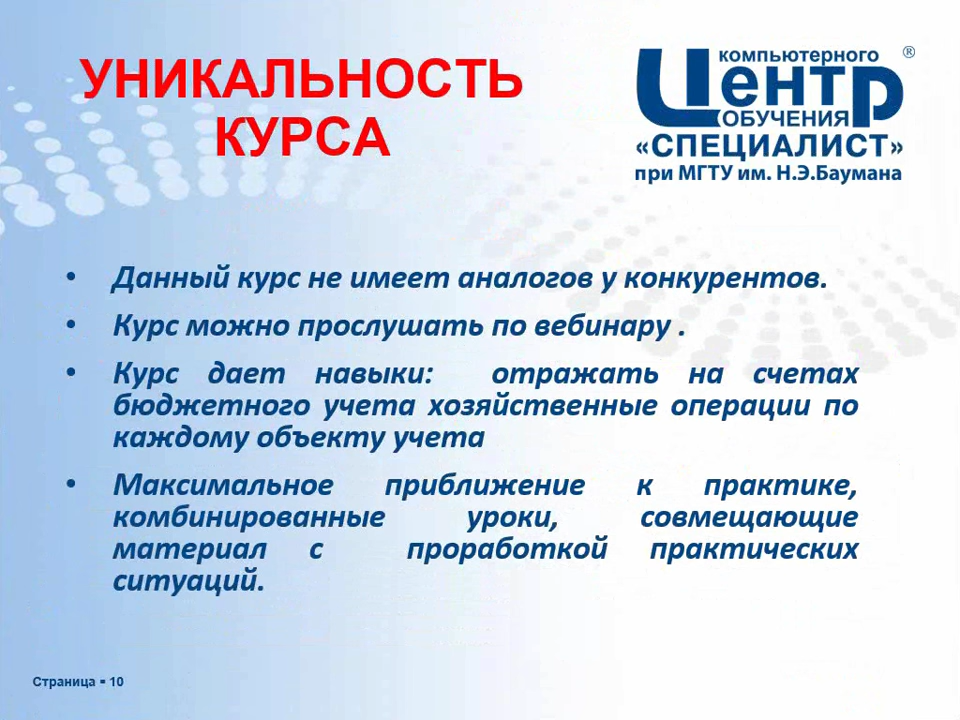 УНИКАЛЬНОСТЬ
КУРСА
КОМПЬЮТЕРНОГО ®
Центр
ОБУЧЕНИЯ
«СПЕЦИАЛИСТ»
при МГТУ им. Н.Э.Баумана
• Данный курс не имеет аналогов у конкурентов.
• Курс можно прослушать по вебинару .
• Курс дает навыки: отражать на счетах
бюджетного учета хозяйственные операции по
каждому объекту учета
• Максимальное приближение к практике,
комбинированные уроки, совмещающие
материал с проработкой практических
ситуаций.
Страница ▪ 10